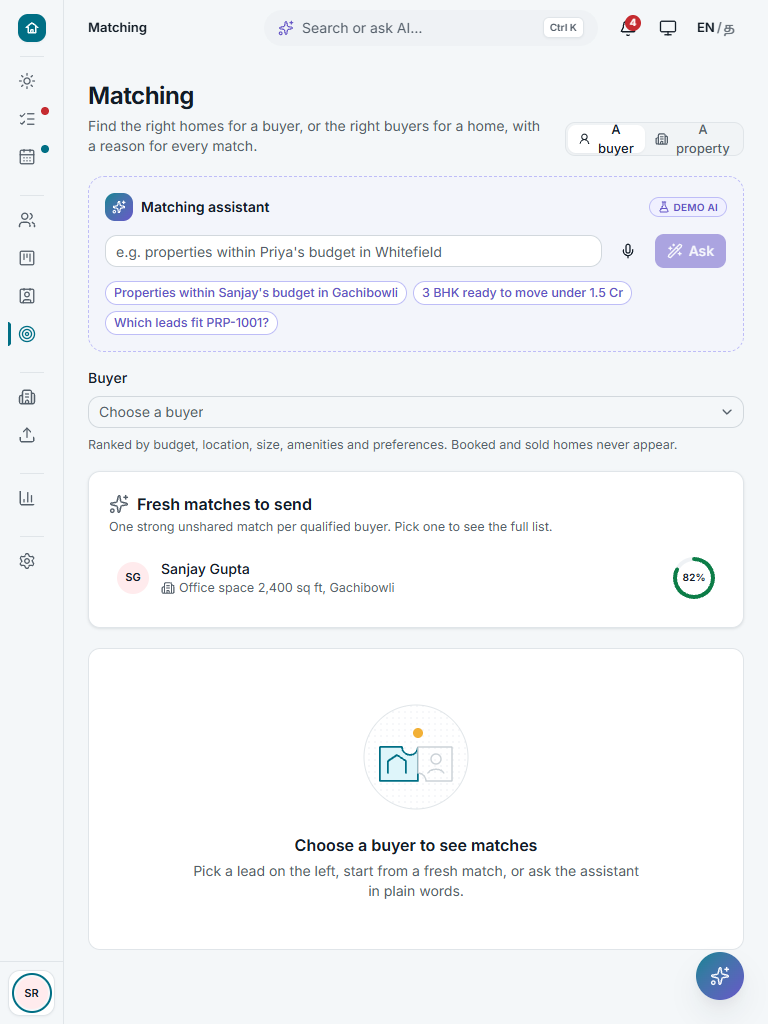 Matching
Search or ask AI...
Ctrl K
4
EN / த
Matching
Find the right homes for a buyer, or the right buyers for a home, with
a reason for every match.
A
buyer
A
property
Matching assistant
DEMO AI
e.g. properties within Priya's budget in Whitefield
Ask
Properties within Sanjay's budget in Gachibowli
3 BHK ready to move under 1.5 Cr
Which leads fit PRP-1001?
Buyer
Choose a buyer
Ranked by budget, location, size, amenities and preferences. Booked and sold homes never appear.
Fresh matches to send
One strong unshared match per qualified buyer. Pick one to see the full list.
SG
Sanjay Gupta
Office space 2,400 sq ft, Gachibowli
82%
Choose a buyer to see matches
Pick a lead on the left, start from a fresh match, or ask the assistant
in plain words.
SR